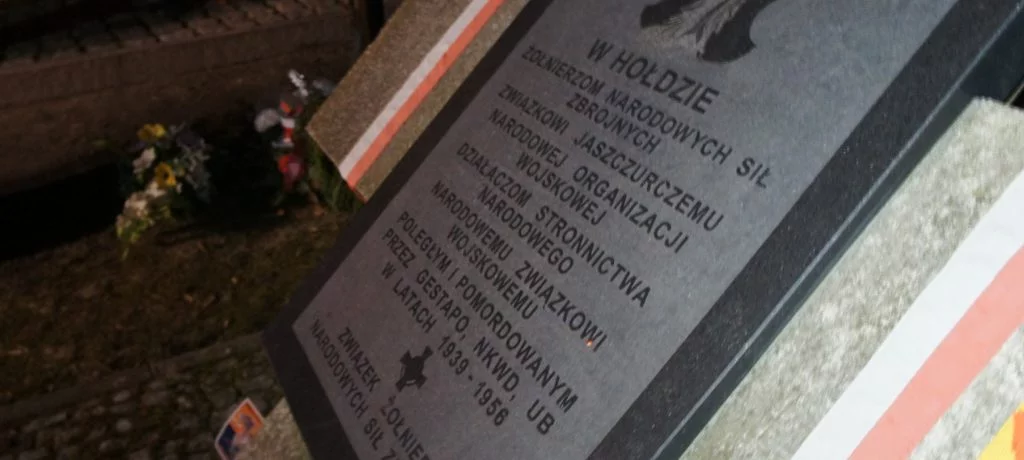 W HOŁDZIE
ŻOŁNIERZOM NARODOWYCH SIŁ
ZBROJNYCH
ZWIĄZKOWI JASZCZURCZEMU
NARODOWEJ ORGANIZACJI
WOJSKOWEJ
DZIAŁACZOM STRONNICTWA
NARODOWEGO
NARODOWEMU ZWIĄZKOWI
WOJSKOWEMU
POLEGŁYM I POMORDOWANYM
PRZEZ GESTAPO, NKWD, UB
W LATACH 1939 - 1956
ZWIĄZEK ŻOŁNIER
NARODOWYCH SIŁ Z